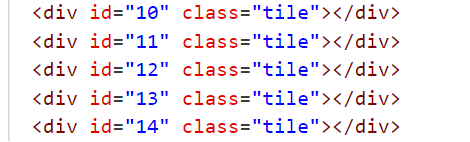 <div id="10" class="tile"></div>
<div id="11" class="tile"></div>
<div id="12" class="tile"></div>
<div id="13" class="tile"></div>
<div id="14" class="tile"></div>